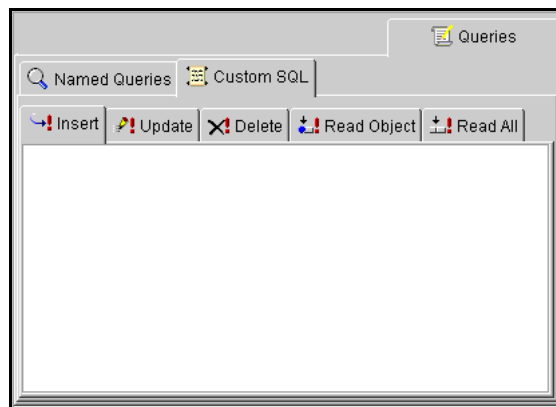 Queries
Named Queries Custom SQL
Insert Update Delete Read Object Read All